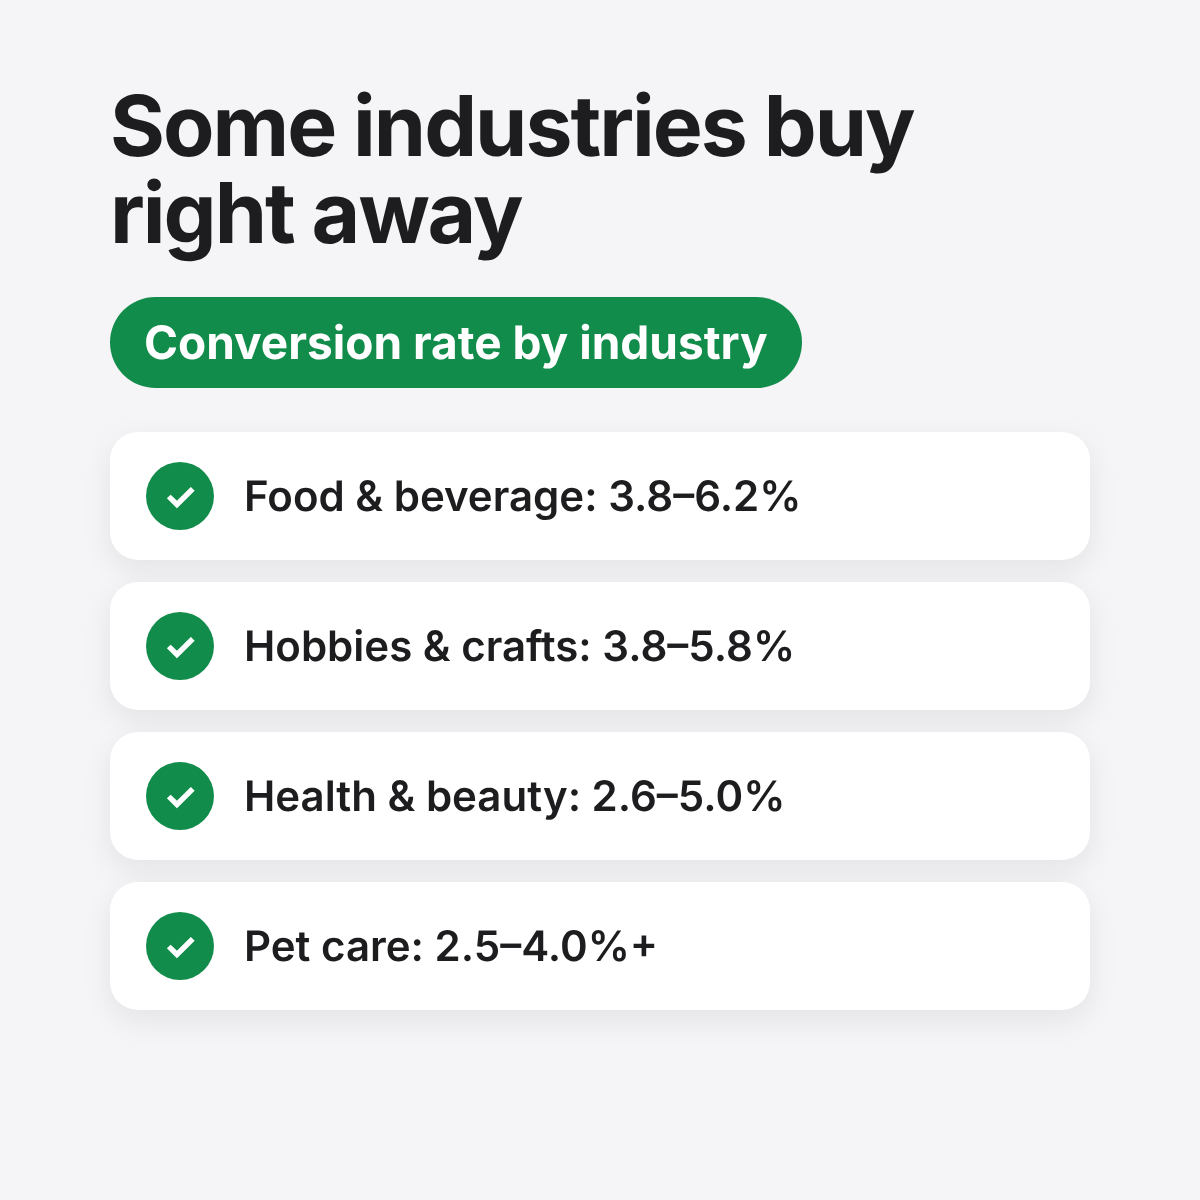 Some industries buy
right away
Conversion rate by industry
Food & beverage: 3.8–6.2%
Hobbies & crafts: 3.8–5.8%
Health & beauty: 2.6–5.0%
Pet care: 2.5–4.0%+